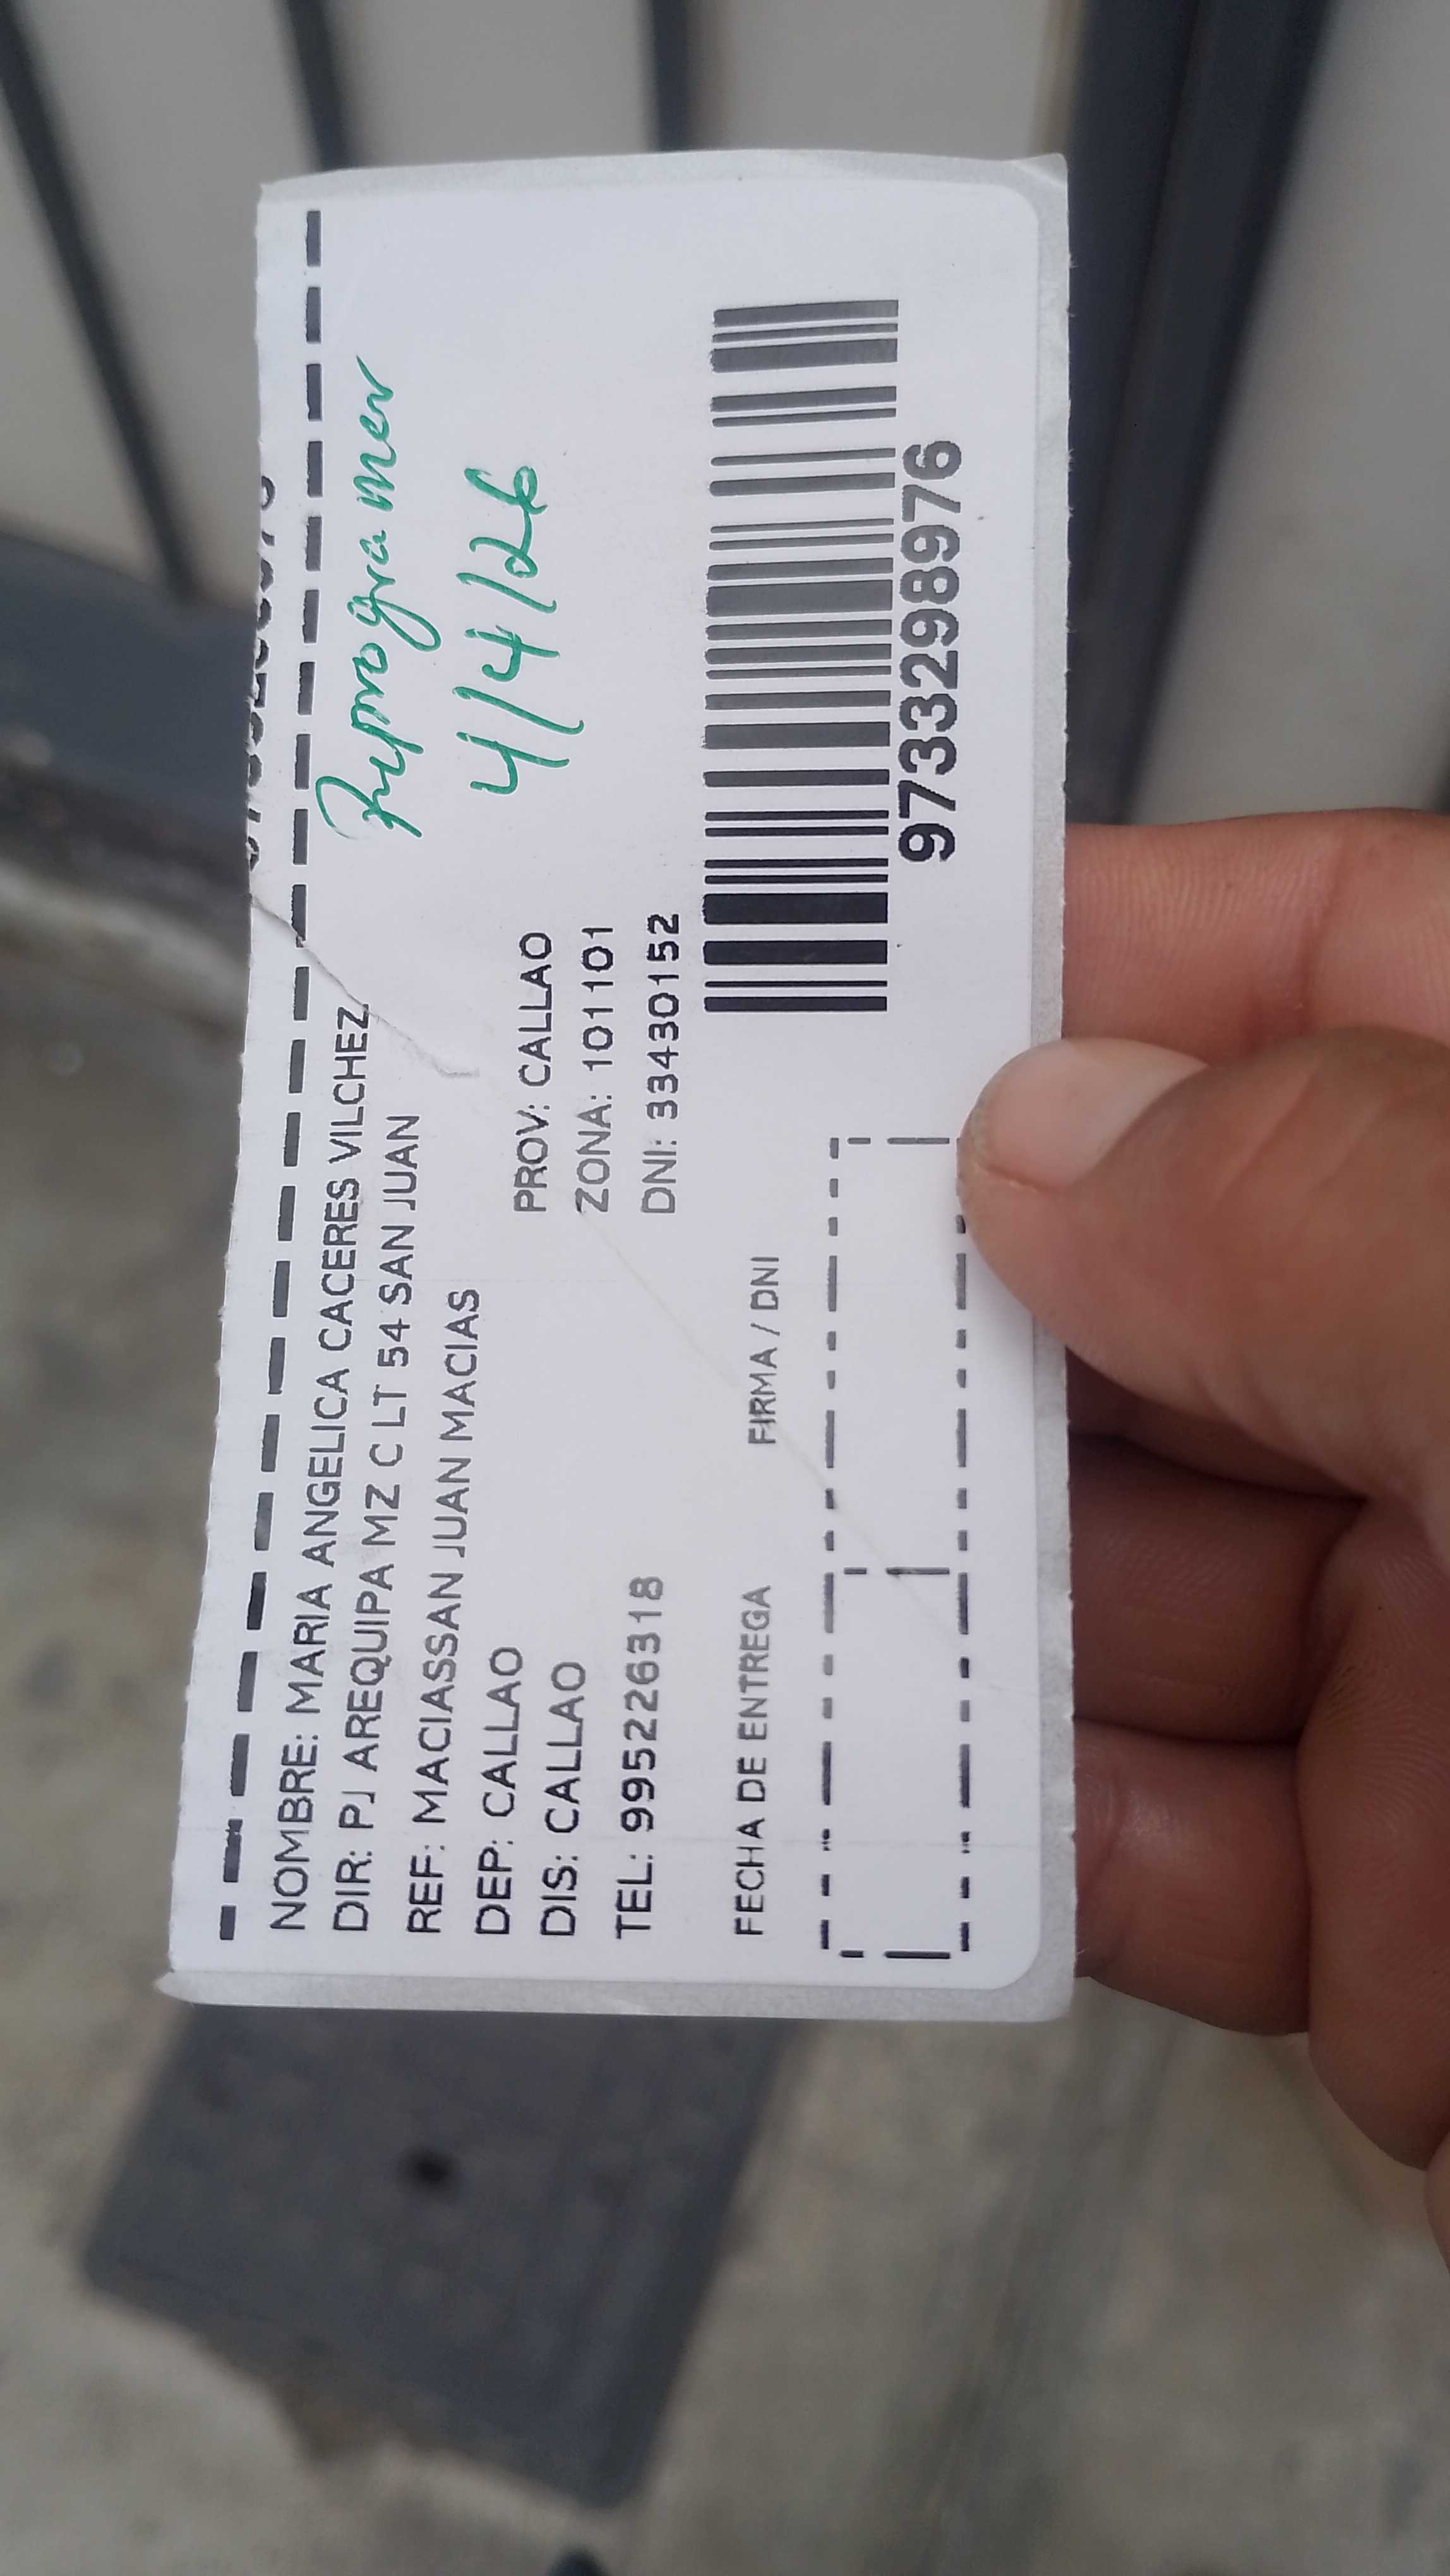 NOMBRE: MARIA ANGELICA CACERES VILCHEZ
DIR: PJ AREQUIPA MZ C LT 54 SAN JUAN
REF: MACIASSAN JUAN MACIAS
DEP: CALLAO PROV: CALLAO
DIS: CALLAO ZONA: 101101
TEL: 995226318 DNI: 33430152
Reprogramer
4/4/26
FECHA DE ENTREGA FIRMA / DNI
9733298976